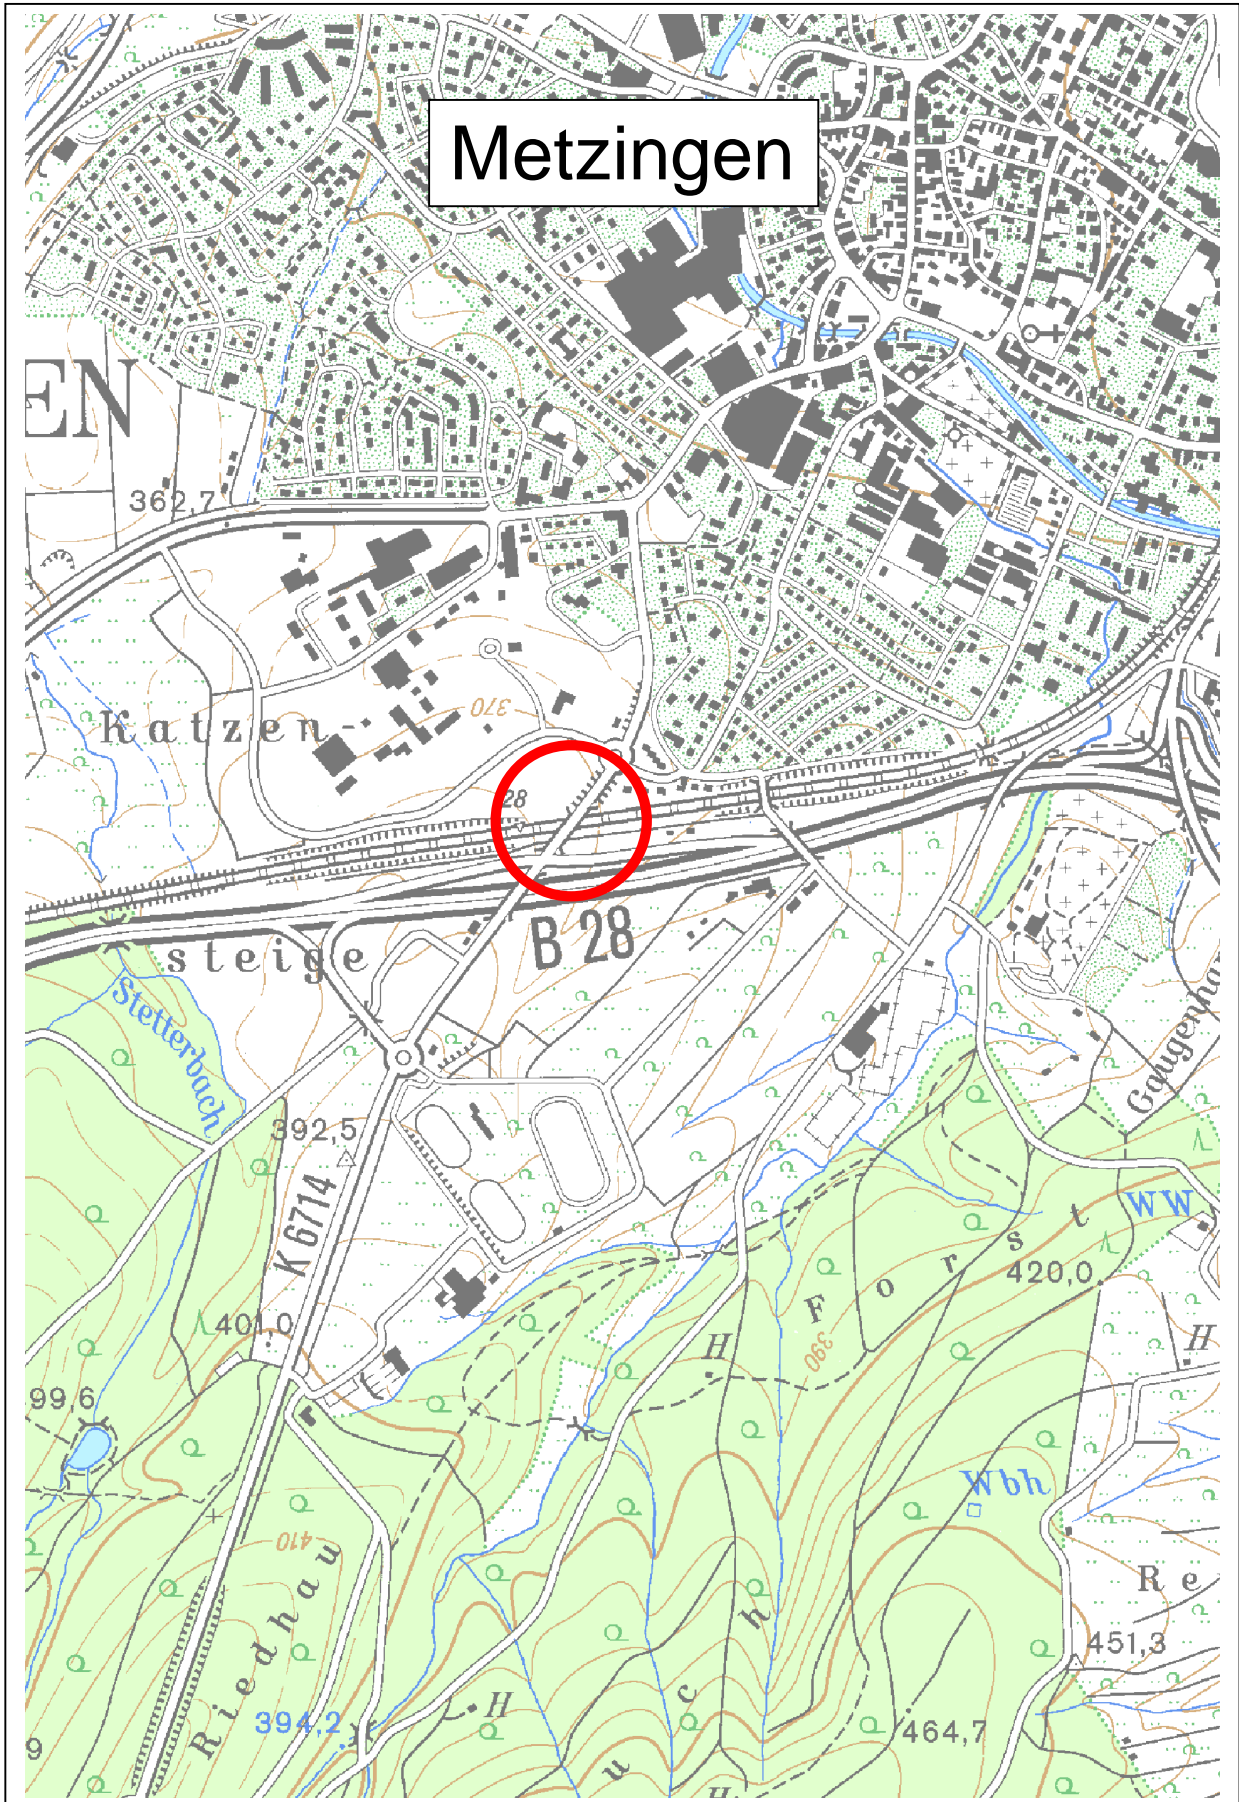 Metzingen
EN
362,7
370
Katzen-
28
B 28
steige
Stetterbach
Gaugenha
392,5
K 6714
WW
Forst
420,0
401,0
390
H
H
99,6
Wbh
410
Riedhau
Re
451,3
h
c
u
H
394,2
464,7
9
H